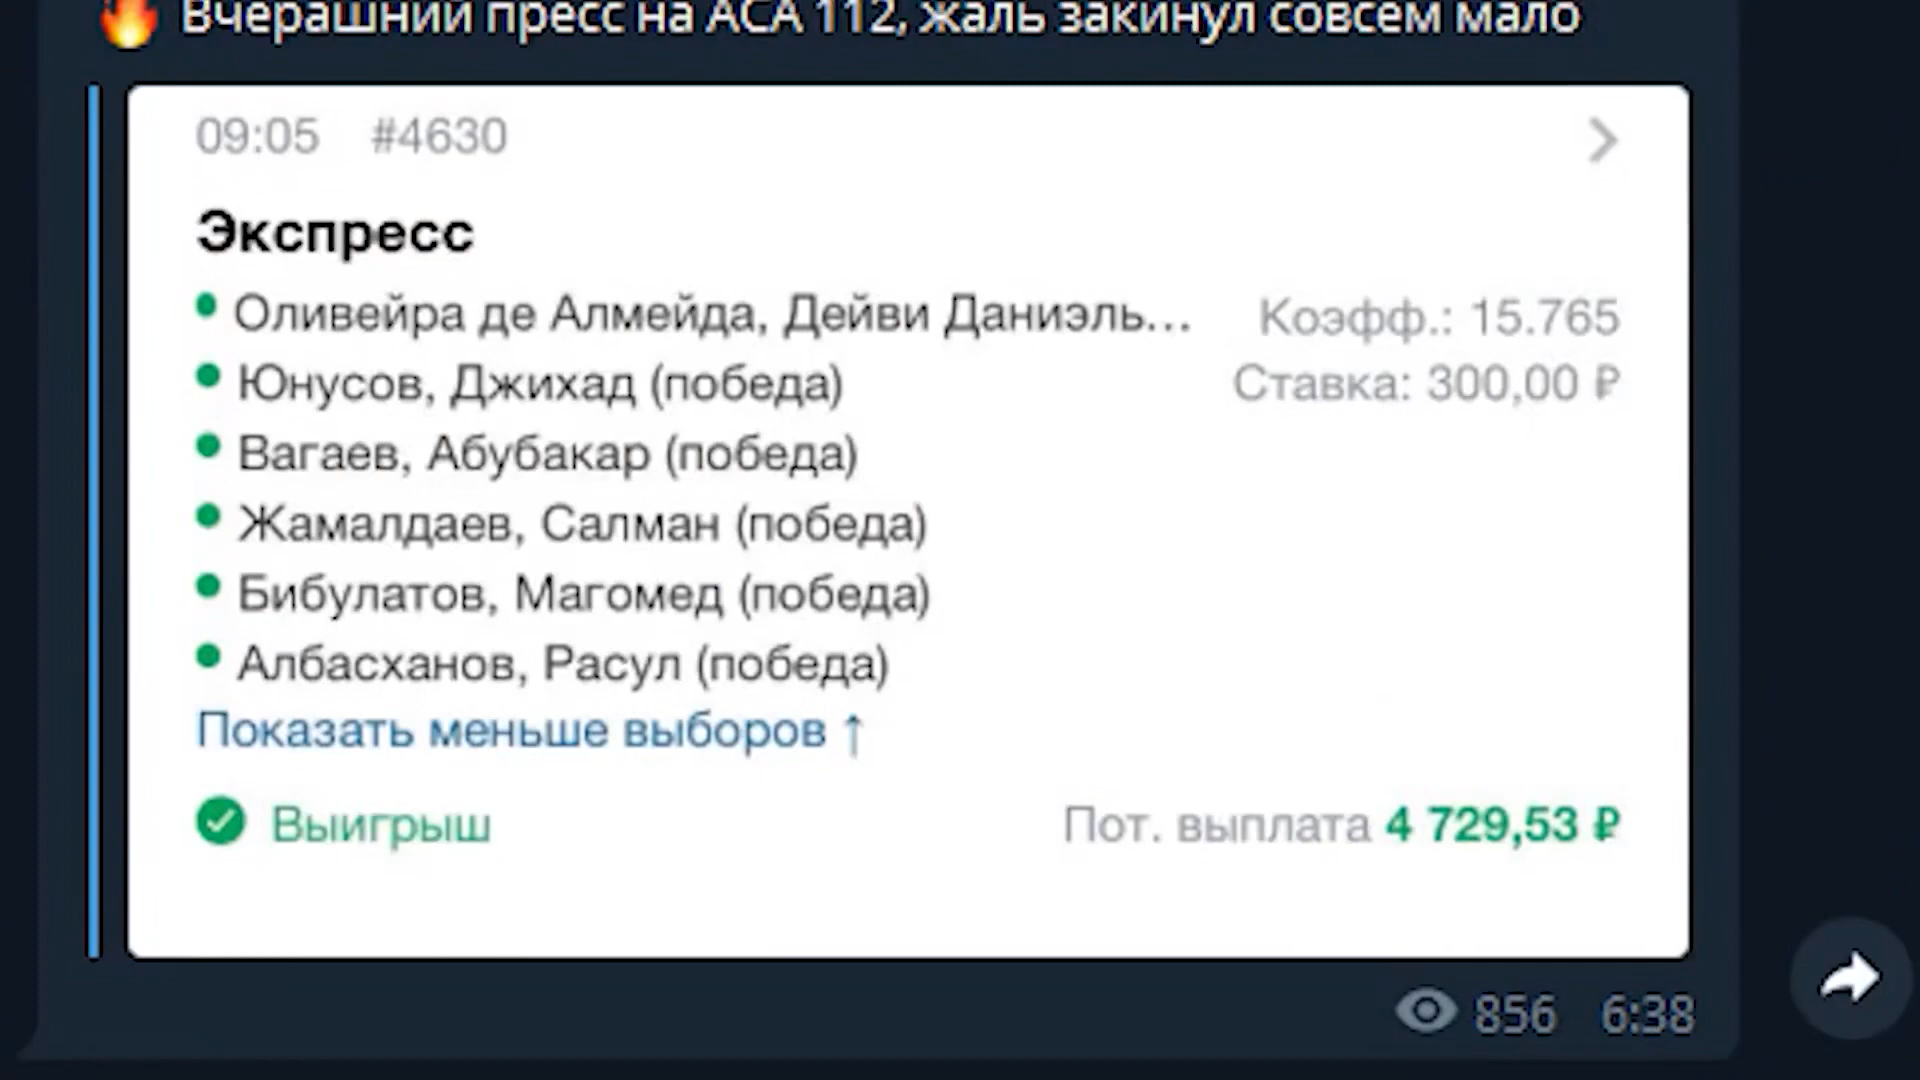 🔥 Вчерашний пресс на АСА 112, жаль закинул совсем мало
09:05 #4630
Экспресс
Оливейра де Алмейда, Дейви Даниэль... Коэфф.: 15.765
Юнусов, Джихад (победа) Ставка: 300,00 ₽
Вагаев, Абубакар (победа)
Жамалдаев, Салман (победа)
Бибулатов, Магомед (победа)
Албасханов, Расул (победа)
Показать меньше выборов ↑
Выигрыш Пот. выплата 4 729,53 ₽
856 6:38